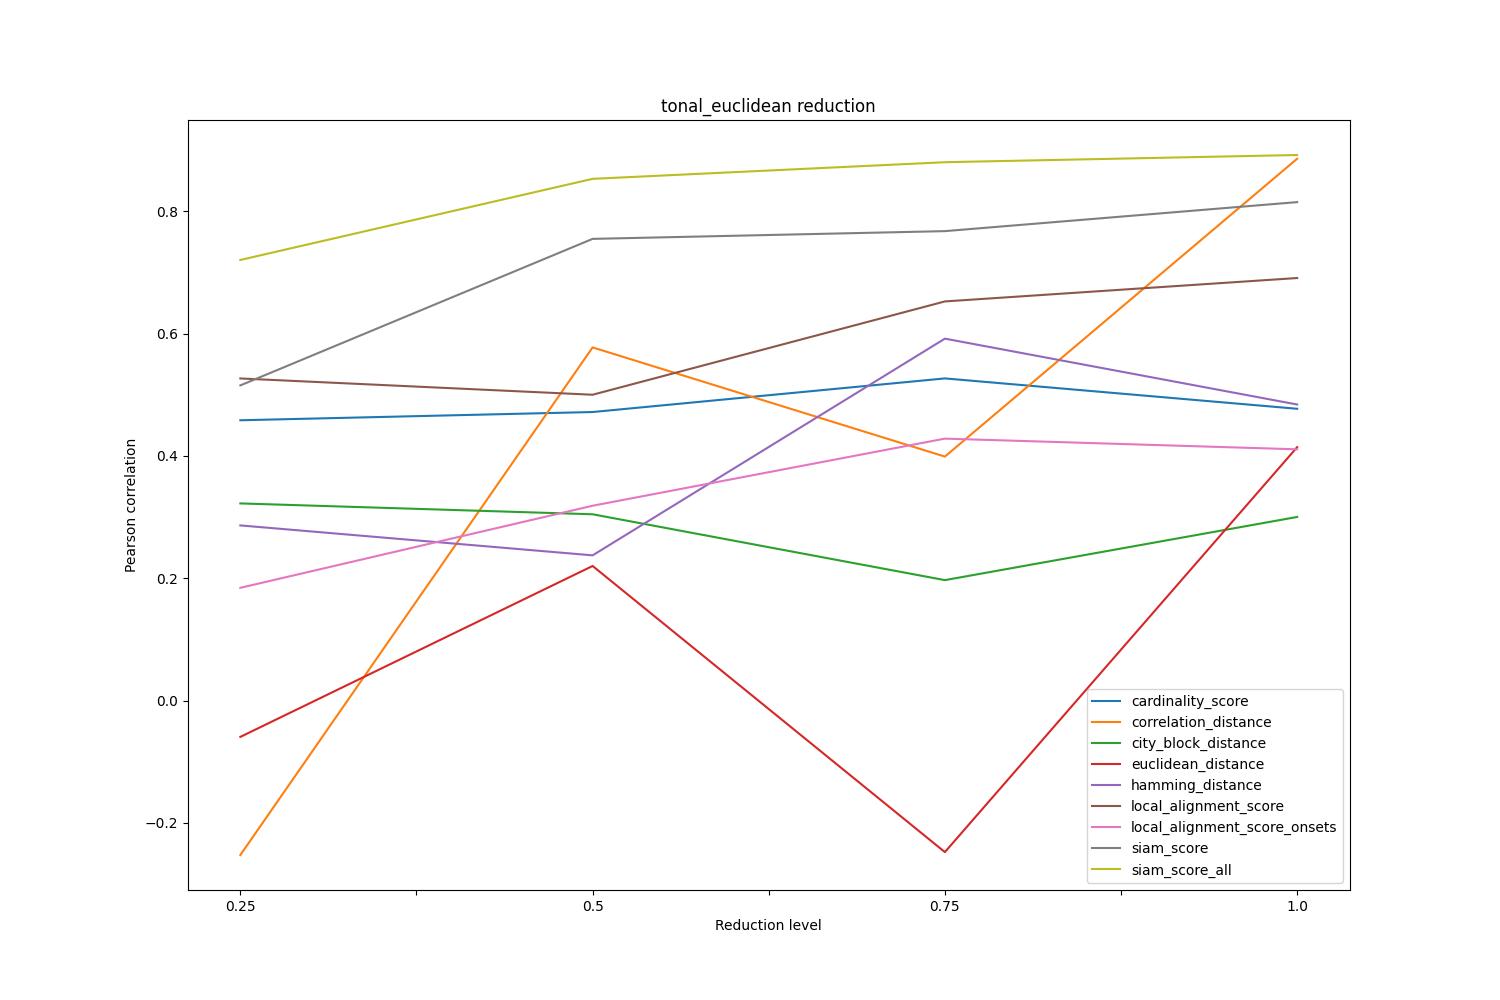 tonal_euclidean reduction
Pearson correlation
0.8
0.6
0.4
0.2
0.0
−0.2
0.25 0.5 0.75 1.0
Reduction level
cardinality_score
correlation_distance
city_block_distance
euclidean_distance
hamming_distance
local_alignment_score
local_alignment_score_onsets
siam_score
siam_score_all